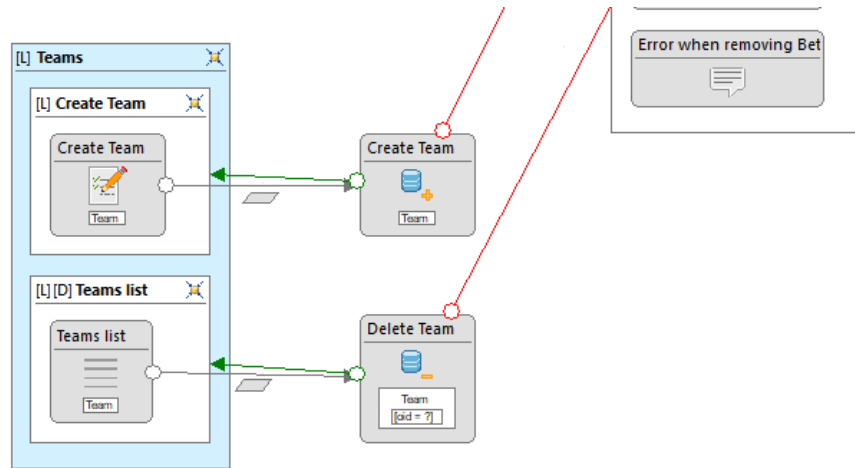 Error when removing Bet
[L] Teams
[L] Create Team
Create Team
Team
Create Team
Team
[L] [D] Teams list
Teams list
Team
Delete Team
Team
[oid = ?]